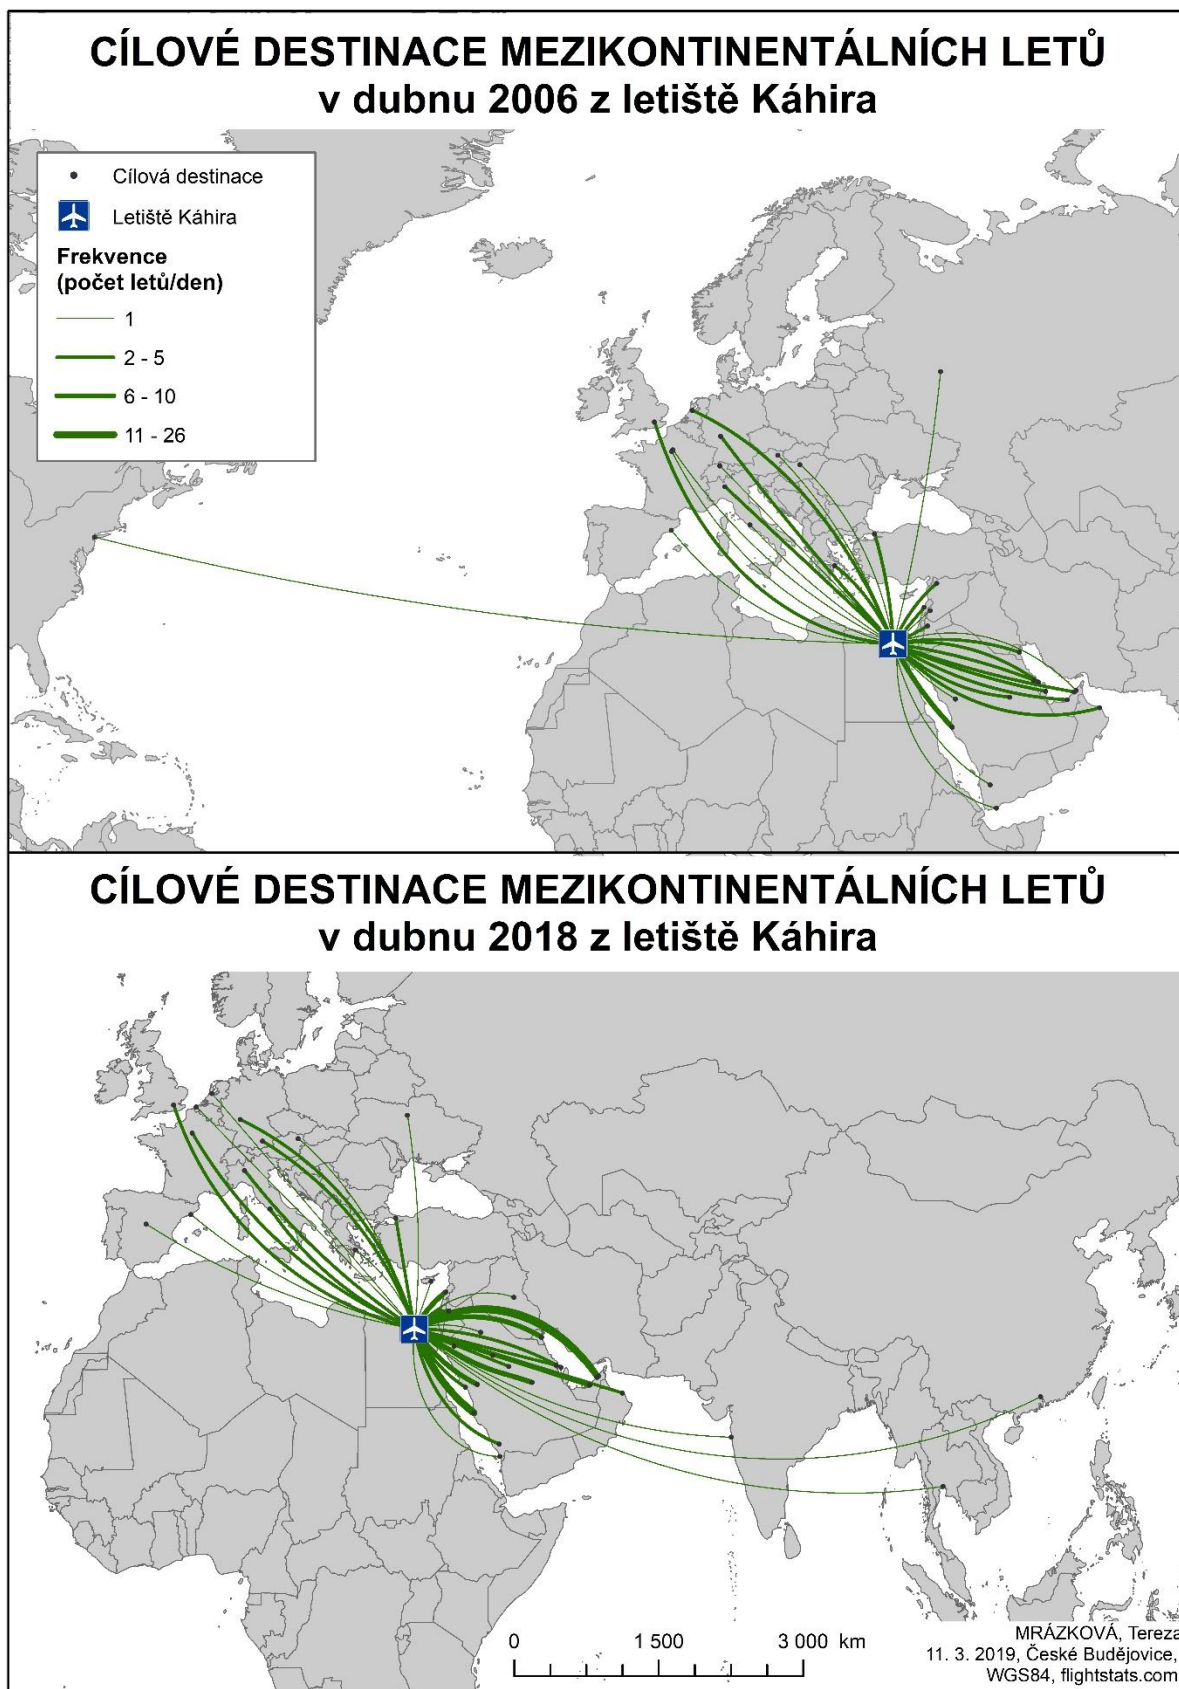 CÍLOVÉ DESTINACE MEZIKONTINENTÁLNÍCH LETŮ
v dubnu 2006 z letiště Káhira
Cílová destinace
Letiště Káhira
Frekvence
(počet letů/den)
1
2 - 5
6 - 10
11 - 26
CÍLOVÉ DESTINACE MEZIKONTINENTÁLNÍCH LETŮ
v dubnu 2018 z letiště Káhira
0 1 500 3 000 km
MRÁZKOVÁ, Tereza
11. 3. 2019, České Budějovice,
WGS84, flightstats.com